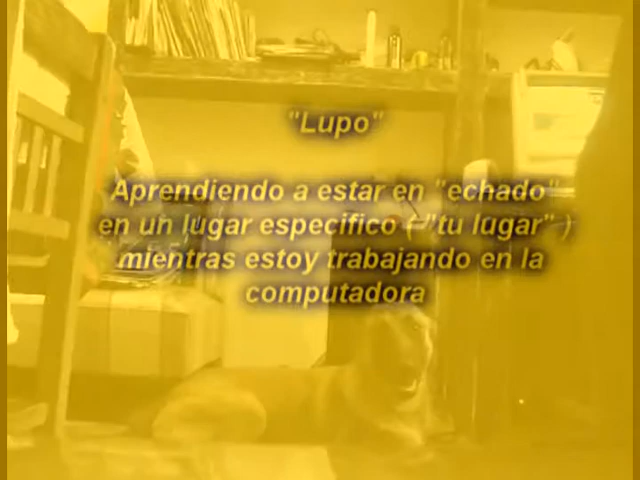 "Lupo"
Aprendiendo a estar en "echado"
en un lugar especifico ( "tu lugar" )
mientras estoy trabajando en la
computadora